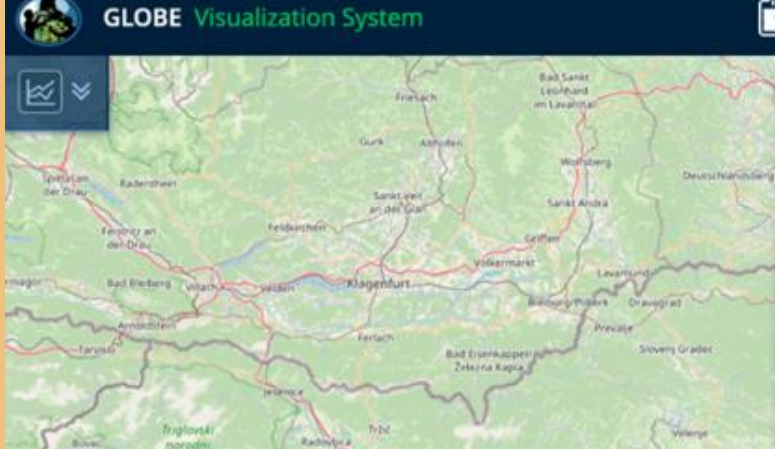 GLOBE Visualization System
Bad Sankt
Leonhard
im Lavanttal
Friesach
Gurk
Althofen
Wolfsberg
Spittal an
der Drau
Radenthein
Deutschlandsberg
Sankt Veit
an der Glan
Sankt Andrä
Feldkirchen
Feistritz an
der Drau
Griffen
Völkermarkt
Lavamünd
Bad Bleiberg
Villach
Velden
Klagenfurt
Bleiburg/Pliberk
Dravograd
Arnoldstein
Ferlach
Prevalje
Tarvisio
Bad Eisenkappel
Železna Kapla
Slovenj Gradec
Jesenice
Triglavski
narodni
Tržič
Radovljica
Velenje
Bovec